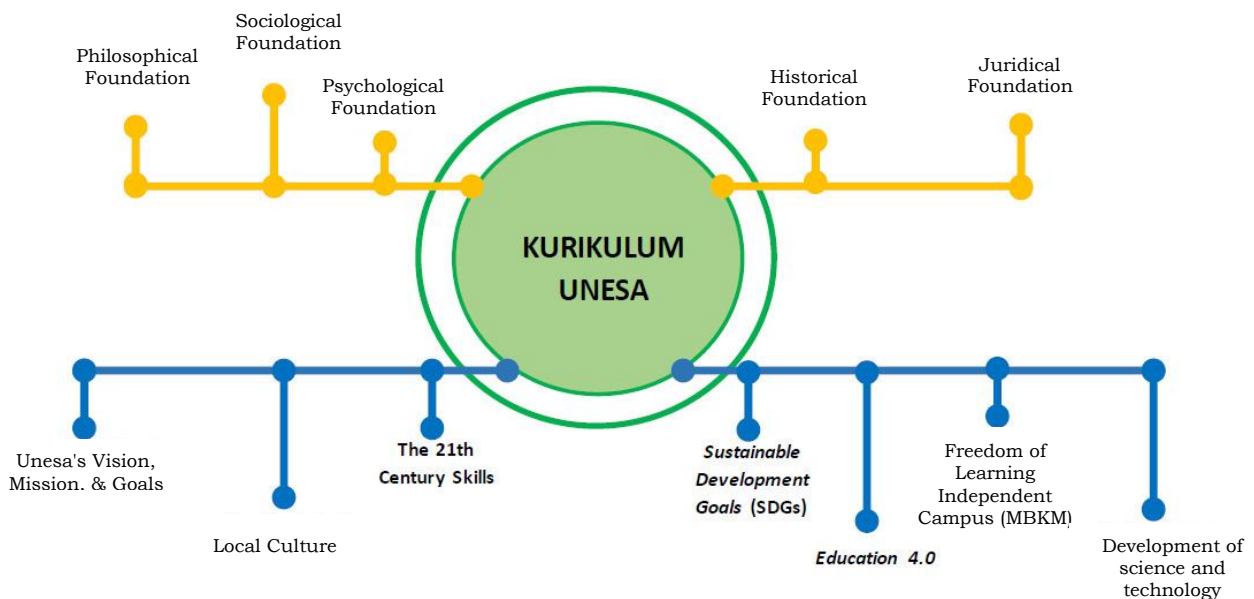 Philosophical
Foundation
Sociological
Foundation
Psychological
Foundation
Historical
Foundation
Juridical
Foundation
KURIKULUM
UNESA
Unesa's Vision,
Mission. & Goals
Local Culture
The 21th
Century Skills
Sustainable
Development
Goals (SDGs)
Education 4.0
Freedom of
Learning
Independent
Campus (MBKM)
Development of
science and
technology